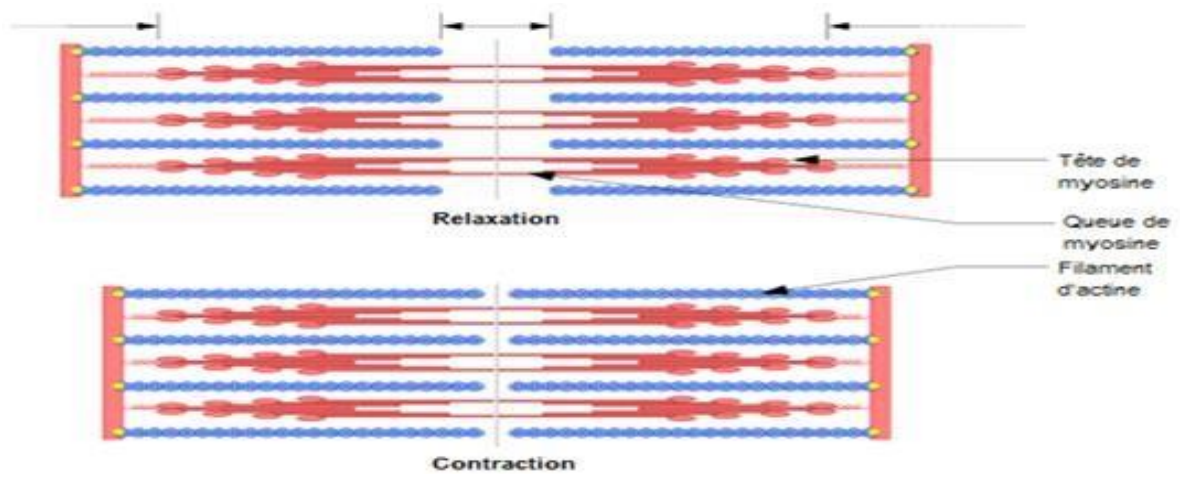 Tête de
myosine
Relaxation
Queue de
myosine
Filament
d'actine
Contraction